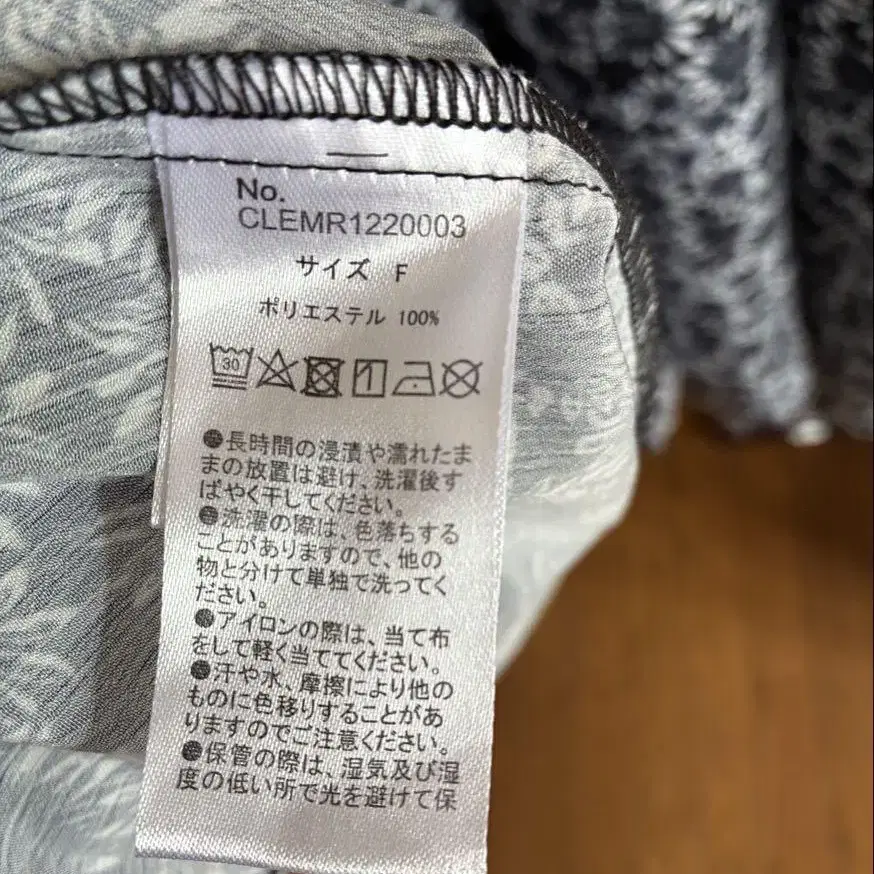 No.
CLEMR1220003
サイズ F
ポリエステル 100%
30
●長時間の浸漬や濡れたま
まの放置は避け、洗濯後す
ばやく干してください。
●洗濯の際は、色落ちする
ことがありますので、他の
物と分けて単独で洗ってく
ださい。
●アイロンの際は、当て布
をして軽く当ててください。
●汗や水、摩擦により他の
ものに色移りすることがあ
りますのでご注意ください。
●保管の際は、湿気及び湿
度の低い所で光を避けて保